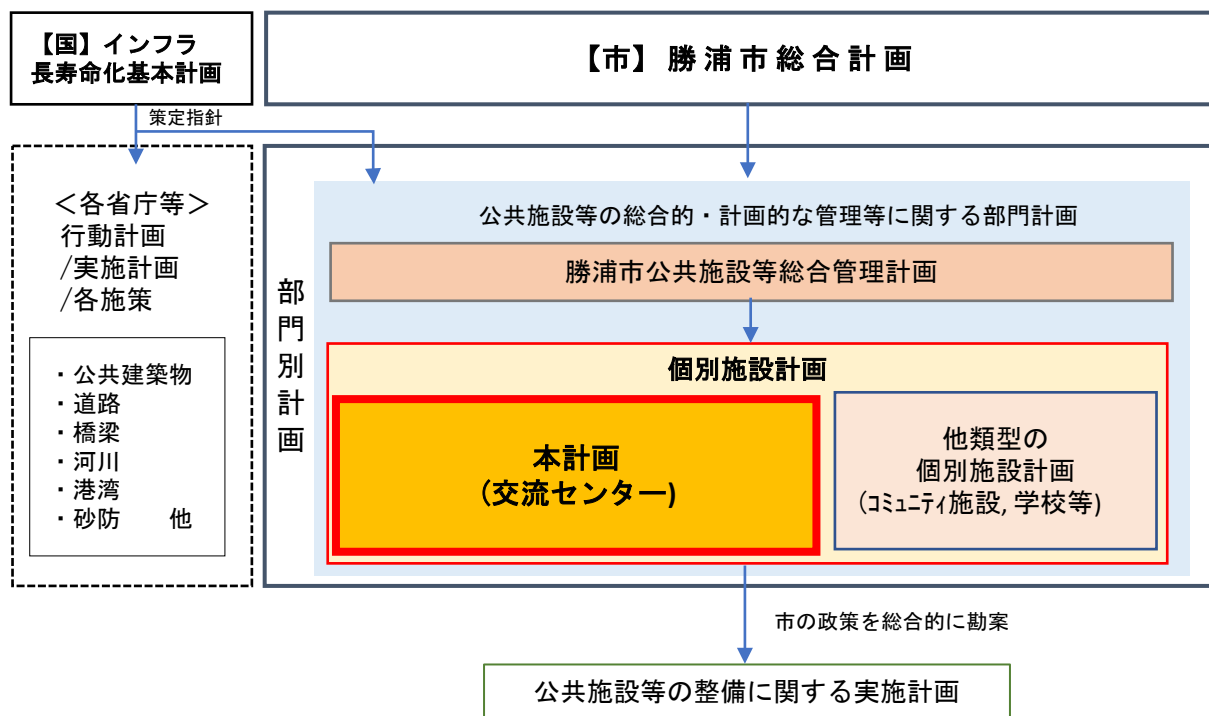 【国】インフラ
長寿命化基本計画
【市】勝浦市総合計画
策定指針
＜各省庁等＞
行動計画
/実施計画
/各施策
・公共建築物
・道路
・橋梁
・河川
・港湾
・砂防　　他
部門別計画
公共施設等の総合的・計画的な管理等に関する部門計画
勝浦市公共施設等総合管理計画
個別施設計画
本計画
（交流センター)
他類型の
個別施設計画
（ｺﾐｭﾆﾃｨ施設, 学校等)
市の政策を総合的に勘案
公共施設等の整備に関する実施計画